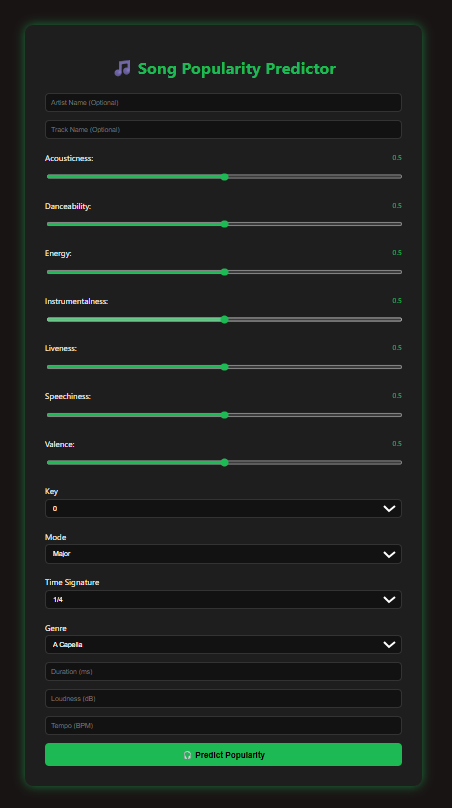 Song Popularity Predictor
Artist Name (Optional)
Track Name (Optional)
Acousticness: 0.5
Danceability: 0.5
Energy: 0.5
Instrumentalness: 0.5
Liveness: 0.5
Speechiness: 0.5
Valence: 0.5
Key
0
Mode
Major
Time Signature
1/4
Genre
A Capella
Duration (ms)
Loudness (dB)
Tempo (BPM)
Predict Popularity